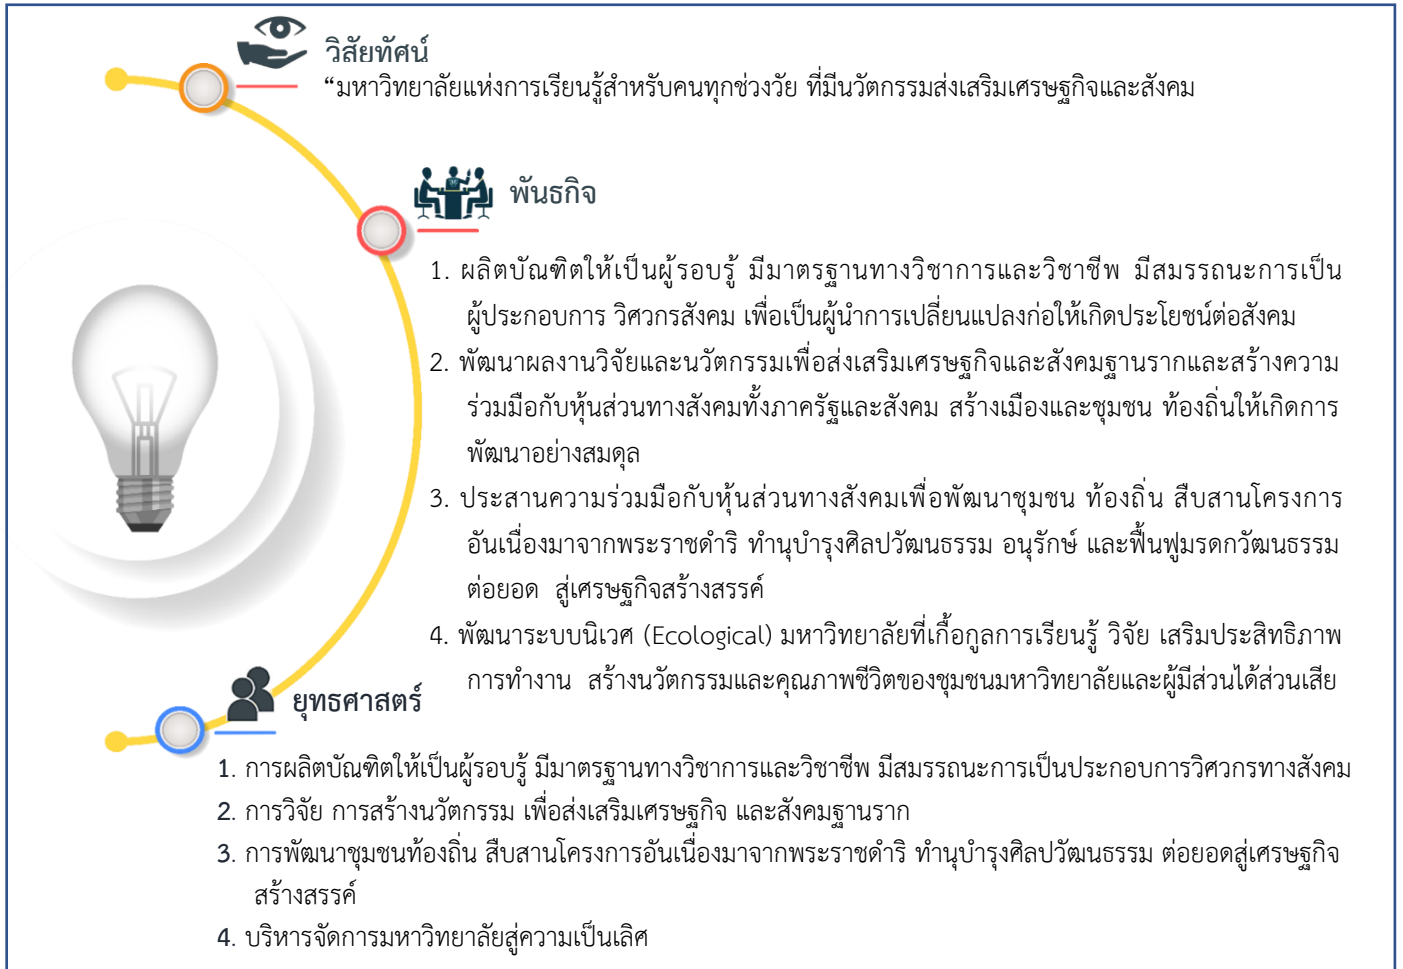 วิสัยทัศน์
“มหาวิทยาลัยแห่งการเรียนรู้สำหรับคนทุกช่วงวัย ที่มีนวัตกรรมส่งเสริมเศรษฐกิจและสังคม
พันธกิจ
1. ผลิตบัณฑิตให้เป็นผู้รอบรู้ มีมาตรฐานทางวิชาการและวิชาชีพ มีสมรรถนะการเป็น
ผู้ประกอบการ วิศวกรสังคม เพื่อเป็นผู้นำการเปลี่ยนแปลงก่อให้เกิดประโยชน์ต่อสังคม
2. พัฒนาผลงานวิจัยและนวัตกรรมเพื่อส่งเสริมเศรษฐกิจและสังคมฐานรากและสร้างความ
ร่วมมือกับหุ้นส่วนทางสังคมทั้งภาครัฐและสังคม สร้างเมืองและชุมชน ท้องถิ่นให้เกิดการ
พัฒนาอย่างสมดุล
3. ประสานความร่วมมือกับหุ้นส่วนทางสังคมเพื่อพัฒนาชุมชน ท้องถิ่น สืบสานโครงการ
อันเนื่องมาจากพระราชดำริ ทำนุบำรุงศิลปวัฒนธรรม อนุรักษ์ และฟื้นฟูมรดกวัฒนธรรม
ต่อยอด สู่เศรษฐกิจสร้างสรรค์
4. พัฒนาระบบนิเวศ (Ecological) มหาวิทยาลัยที่เกื้อกูลการเรียนรู้ วิจัย เสริมประสิทธิภาพ
การทำงาน สร้างนวัตกรรมและคุณภาพชีวิตของชุมชนมหาวิทยาลัยและผู้มีส่วนได้ส่วนเสีย
ยุทธศาสตร์
1. การผลิตบัณฑิตให้เป็นผู้รอบรู้ มีมาตรฐานทางวิชาการและวิชาชีพ มีสมรรถนะการเป็นประกอบการวิศวกรทางสังคม
2. การวิจัย การสร้างนวัตกรรม เพื่อส่งเสริมเศรษฐกิจ และสังคมฐานราก
3. การพัฒนาชุมชนท้องถิ่น สืบสานโครงการอันเนื่องมาจากพระราชดำริ ทำนุบำรุงศิลปวัฒนธรรม ต่อยอดสู่เศรษฐกิจ
สร้างสรรค์
4. บริหารจัดการมหาวิทยาลัยสู่ความเป็นเลิศ